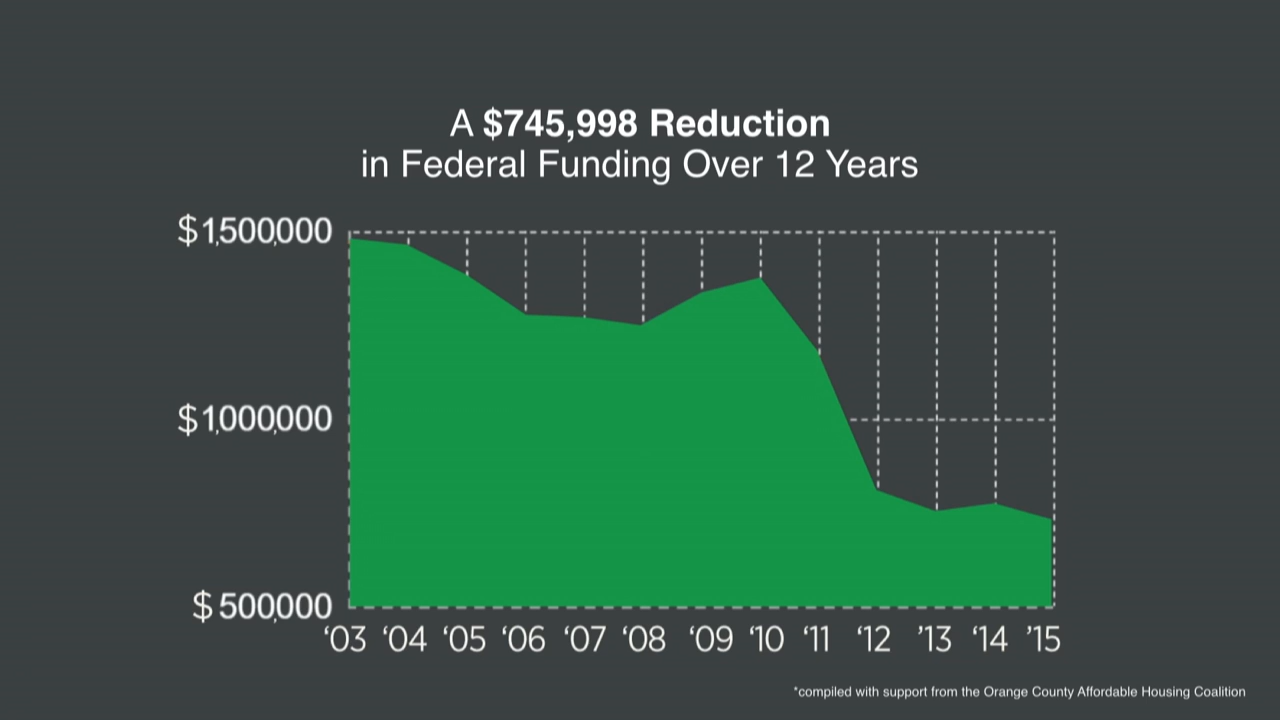 A $745,998 Reduction
in Federal Funding Over 12 Years
$1,500,000
$1,000,000
$500,000
‘03 ‘04 ‘05 ‘06 ‘07 ‘08 ‘09 ‘10 ‘11 ‘12 ’13 ‘14 ’15
*compiled with support from the Orange County Affordable Housing Coalition